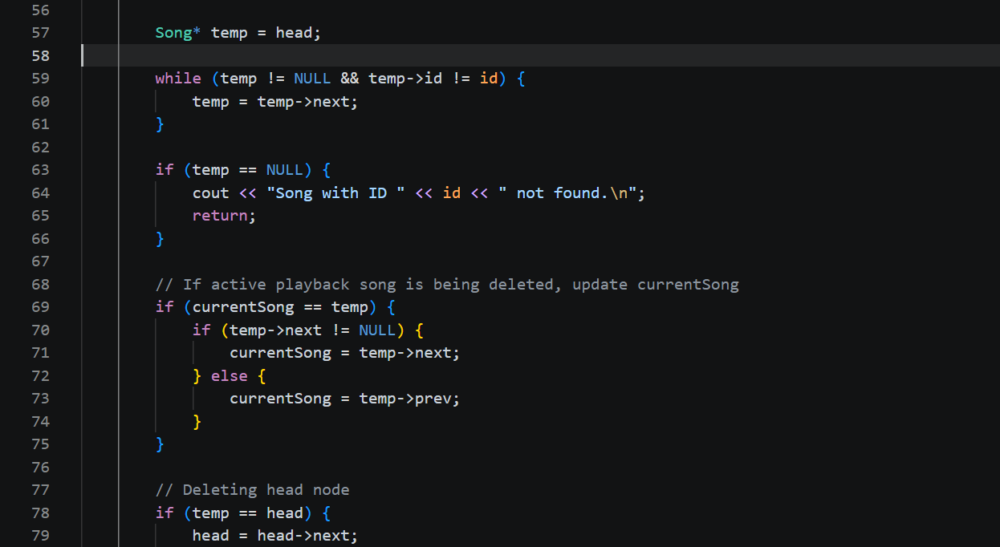 56
57 Song* temp = head;
58
59 while (temp != NULL && temp->id != id) {
60 temp = temp->next;
61 }
62
63 if (temp == NULL) {
64 cout << "Song with ID " << id << " not found.\n";
65 return;
66 }
67
68 // If active playback song is being deleted, update currentSong
69 if (currentSong == temp) {
70 if (temp->next != NULL) {
71 currentSong = temp->next;
72 } else {
73 currentSong = temp->prev;
74 }
75 }
76
77 // Deleting head node
78 if (temp == head) {
79 head = head->next;